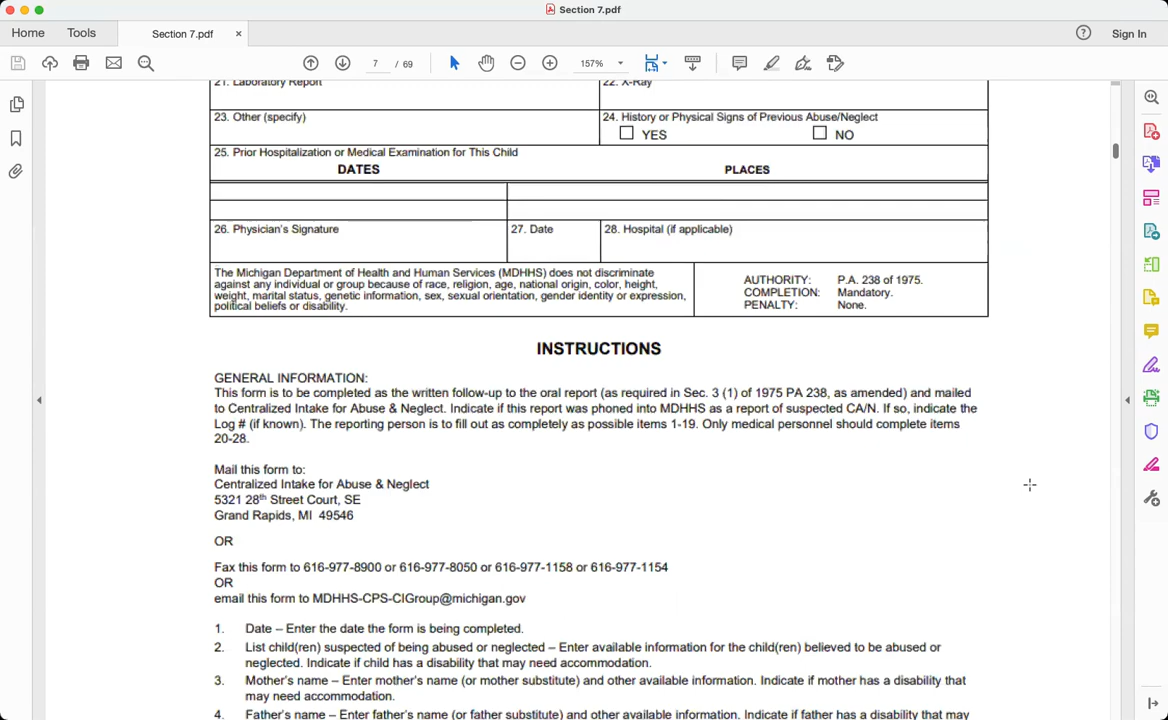 Section 7.pdf
Home Tools Section 7.pdf × ? Sign In
7 / 69 157%
21. Laboratory Report 22. X-Ray
23. Other (specify) 24. History or Physical Signs of Previous Abuse/Neglect
YES NO
25. Prior Hospitalization or Medical Examination for This Child
DATES PLACES
26. Physician's Signature 27. Date 28. Hospital (if applicable)
The Michigan Department of Health and Human Services (MDHHS) does not discriminate
against any individual or group because of race, religion, age, national origin, color, height,
weight, marital status, genetic information, sex, sexual orientation, gender identity or expression,
political beliefs or disability.
AUTHORITY: P.A. 238 of 1975.
COMPLETION: Mandatory.
PENALTY: None.
INSTRUCTIONS
GENERAL INFORMATION:
This form is to be completed as the written follow-up to the oral report (as required in Sec. 3 (1) of 1975 PA 238, as amended) and mailed
to Centralized Intake for Abuse & Neglect. Indicate if this report was phoned into MDHHS as a report of suspected CA/N. If so, indicate the
Log # (if known). The reporting person is to fill out as completely as possible items 1-19. Only medical personnel should complete items
20-28.
Mail this form to:
Centralized Intake for Abuse & Neglect
5321 28th Street Court, SE
Grand Rapids, MI 49546
OR
Fax this form to 616-977-8900 or 616-977-8050 or 616-977-1158 or 616-977-1154
OR
email this form to MDHHS-CPS-CIGroup@michigan.gov
1. Date – Enter the date the form is being completed.
2. List child(ren) suspected of being abused or neglected – Enter available information for the child(ren) believed to be abused or
neglected. Indicate if child has a disability that may need accommodation.
3. Mother's name – Enter mother's name (or mother substitute) and other available information. Indicate if mother has a disability that
may need accommodation.
4. Father's name – Enter father's name (or father substitute) and other available information. Indicate if father has a disability that may